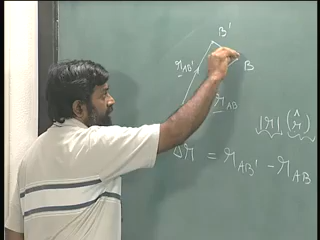 B'
B
r_AB'
r_AB
|r| (r̂)
Δr = r_AB' - r_AB